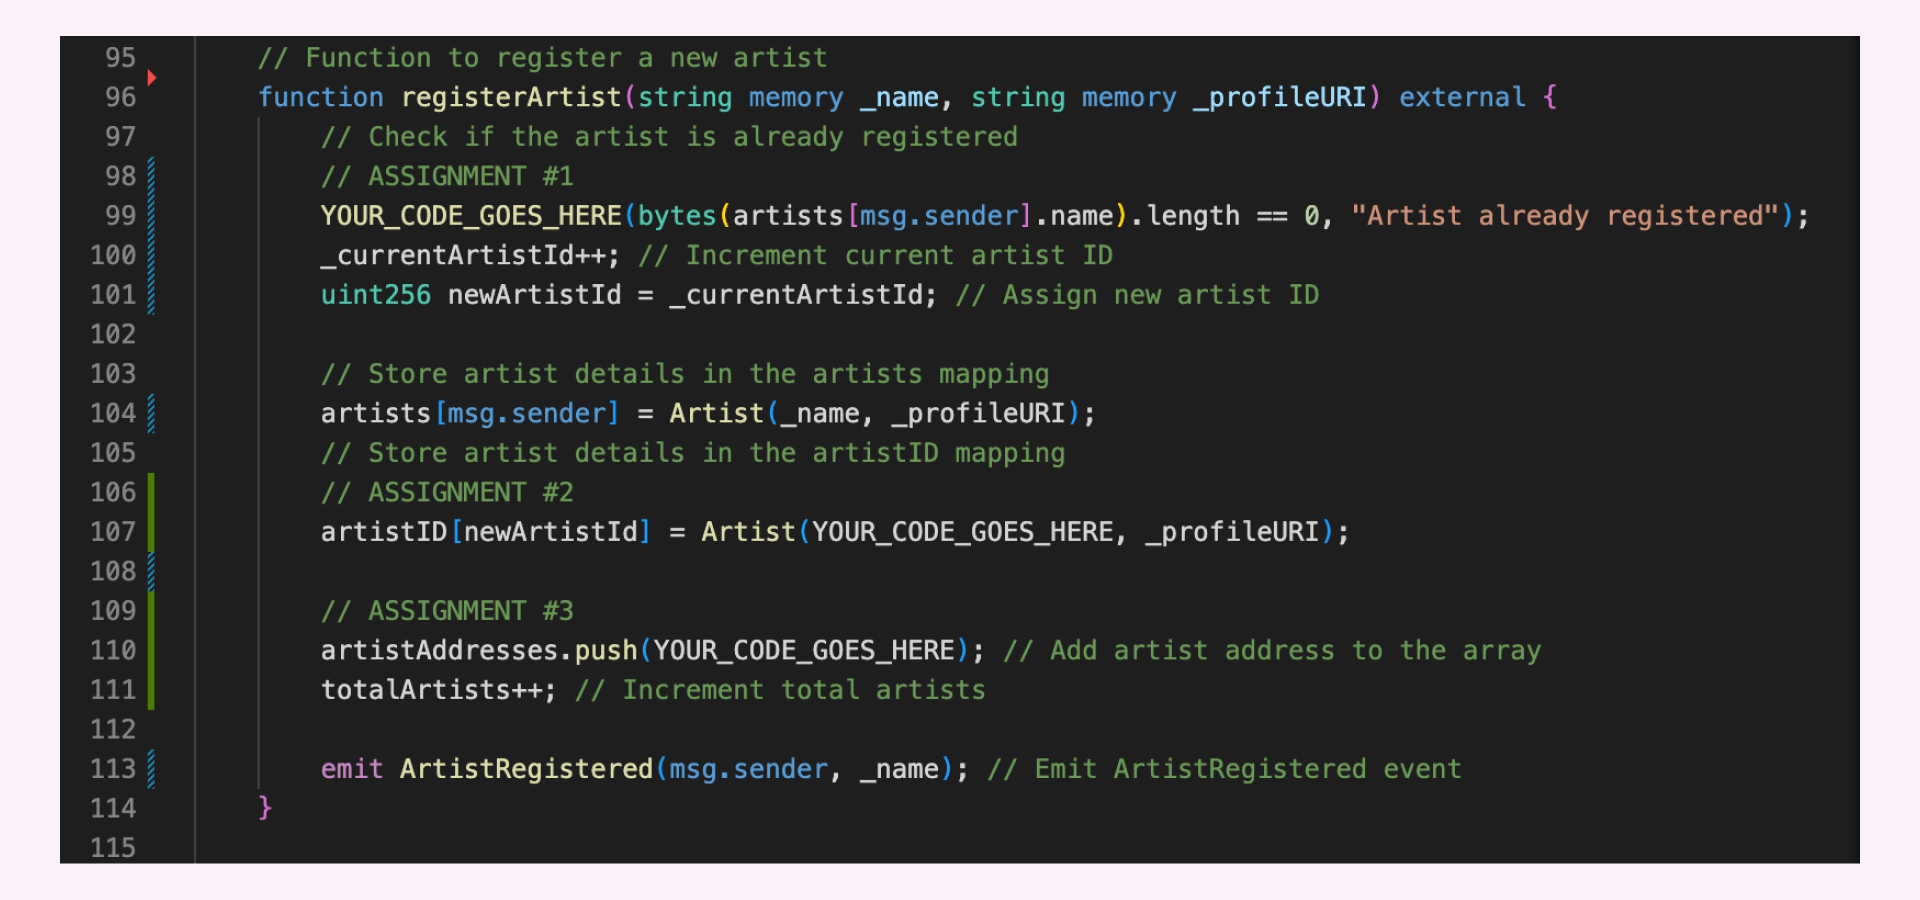 95 // Function to register a new artist
96 function registerArtist(string memory _name, string memory _profileURI) external {
97 // Check if the artist is already registered
98 // ASSIGNMENT #1
99 YOUR_CODE_GOES_HERE(bytes(artists[msg.sender].name).length == 0, "Artist already registered");
100 _currentArtistId++; // Increment current artist ID
101 uint256 newArtistId = _currentArtistId; // Assign new artist ID
102
103 // Store artist details in the artists mapping
104 artists[msg.sender] = Artist(_name, _profileURI);
105 // Store artist details in the artistID mapping
106 // ASSIGNMENT #2
107 artistID[newArtistId] = Artist(YOUR_CODE_GOES_HERE, _profileURI);
108
109 // ASSIGNMENT #3
110 artistAddresses.push(YOUR_CODE_GOES_HERE); // Add artist address to the array
111 totalArtists++; // Increment total artists
112
113 emit ArtistRegistered(msg.sender, _name); // Emit ArtistRegistered event
114 }
115